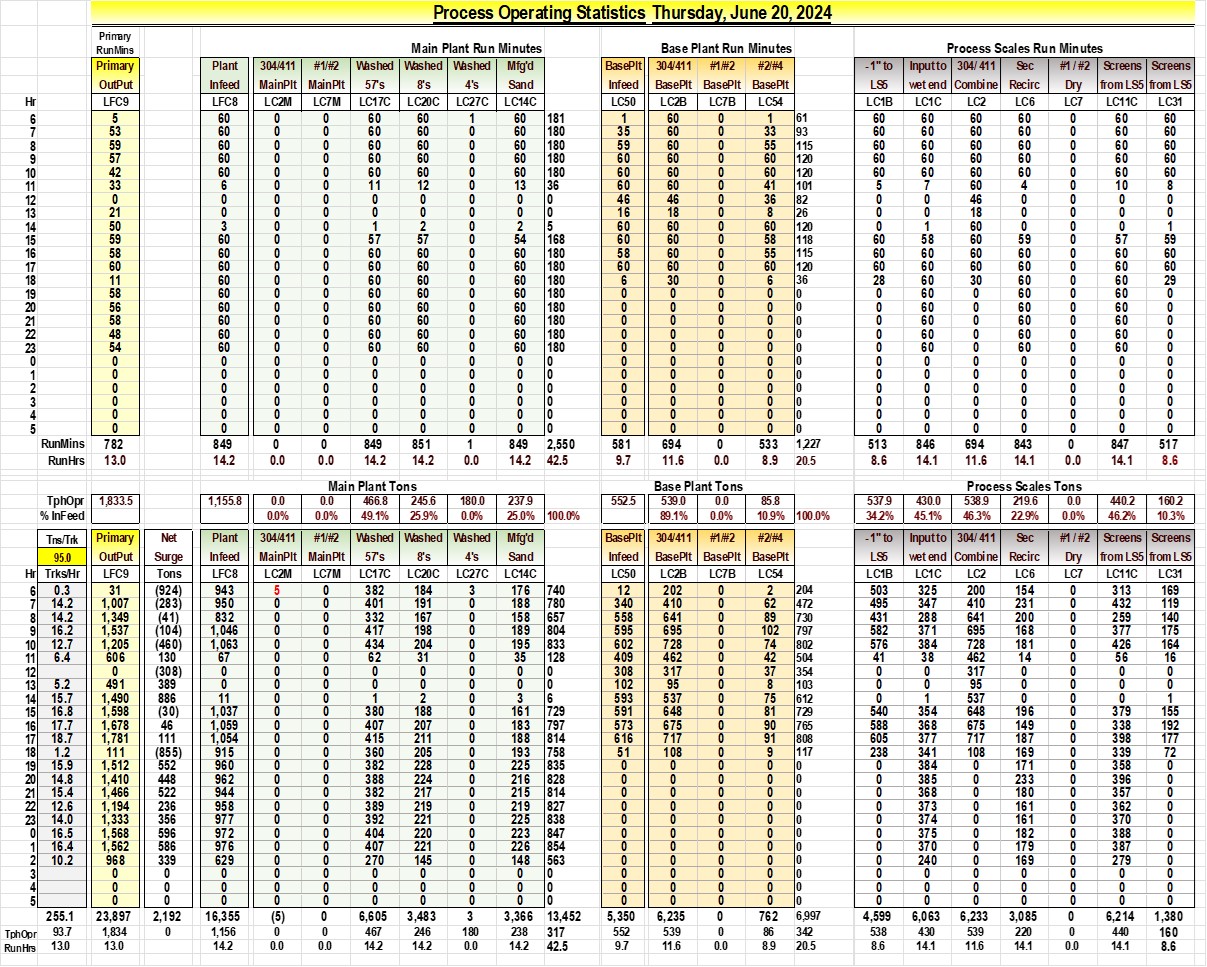 Process Operating Statistics Thursday, June 20, 2024
Primary
RunMins Main Plant Run Minutes Base Plant Run Minutes Process Scales Run Minutes
Primary Plant 304/411 #1/#2 Washed Washed Washed Mfg'd BasePlt 304/411 #1/#2 #2/#4 - 1" to Input to 304/ 411 Sec #1 / #2 Screens Screens
OutPut Infeed MainPlt MainPlt 57's 8's 4's Sand Infeed BasePlt BasePlt BasePlt LS5 wet end Combine Recirc Dry from LS5 from LS5
Hr LFC9 LFC8 LC2M LC7M LC17C LC20C LC27C LC14C LC50 LC2B LC7B LC54 LC1B LC1C LC2 LC6 LC7 LC11C LC31
6 5 60 0 0 60 60 1 60 181 1 60 0 1 61 60 60 60 60 0 60 60
7 53 60 0 0 60 60 0 60 180 35 60 0 33 93 60 60 60 60 0 60 60
8 59 60 0 0 60 60 0 60 180 59 60 0 55 115 60 60 60 60 0 60 60
9 57 60 0 0 60 60 0 60 180 60 60 0 60 120 60 60 60 60 0 60 60
10 42 60 0 0 60 60 0 60 180 60 60 0 60 120 60 60 60 60 0 60 60
11 33 6 0 0 11 12 0 13 36 60 60 0 41 101 5 7 60 4 0 10 8
12 0 0 0 0 0 0 0 0 0 46 46 0 36 82 0 0 46 0 0 0 0
13 21 0 0 0 0 0 0 0 0 16 18 0 8 26 0 0 18 0 0 0 0
14 50 3 0 0 1 2 0 2 5 60 60 0 60 120 0 1 60 0 0 0 1
15 59 60 0 0 57 57 0 54 168 60 60 0 58 118 60 58 60 59 0 57 59
16 58 60 0 0 60 60 0 60 180 58 60 0 55 115 60 60 60 60 0 60 60
17 60 60 0 0 60 60 0 60 180 60 60 0 60 120 60 60 60 60 0 60 60
18 11 60 0 0 60 60 0 60 180 6 30 0 6 36 28 60 30 60 0 60 29
19 58 60 0 0 60 60 0 60 180 0 0 0 0 0 0 60 0 60 0 60 0
20 56 60 0 0 60 60 0 60 180 0 0 0 0 0 0 60 0 60 0 60 0
21 58 60 0 0 60 60 0 60 180 0 0 0 0 0 0 60 0 60 0 60 0
22 48 60 0 0 60 60 0 60 180 0 0 0 0 0 0 60 0 60 0 60 0
23 54 60 0 0 60 60 0 60 180 0 0 0 0 0 0 60 0 60 0 60 0
0 0 0 0 0 0 0 0 0 0 0 0 0 0 0 0 0 0 0 0
1 0 0 0 0 0 0 0 0 0 0 0 0 0 0 0 0 0 0 0
2 0 0 0 0 0 0 0 0 0 0 0 0 0 0 0 0 0 0 0
3 0 0 0 0 0 0 0 0 0 0 0 0 0 0 0 0 0 0 0
4 0 0 0 0 0 0 0 0 0 0 0 0 0 0 0 0 0 0 0
5 0 0 0 0 0 0 0 0 0 0 0 0 0 0 0 0 0 0 0
RunMins 782 849 0 0 849 851 1 849 2,550 581 694 0 533 1,227 513 846 694 843 0 847 517
RunHrs 13.0 14.2 0.0 0.0 14.2 14.2 0.0 14.2 42.5 9.7 11.6 0.0 8.9 20.5 8.6 14.1 11.6 14.1 0.0 14.1 8.6
Main Plant Tons Base Plant Tons Process Scales Tons
TphOpr 1,833.5 1,155.8 0.0 0.0 466.8 245.6 180.0 237.9 552.5 539.0 0.0 85.8 537.9 430.0 538.9 219.6 0.0 440.2 160.2
% InFeed 0.0% 0.0% 49.1% 25.9% 0.0% 25.0% 100.0% 89.1% 0.0% 10.9% 100.0% 34.2% 45.1% 46.3% 22.9% 0.0% 46.2% 10.3%
Tns/Trk Primary Net Plant 304/411 #1/#2 Washed Washed Washed Mfg'd BasePlt 304/411 #1/#2 #2/#4 - 1" to Input to 304/ 411 Sec #1 / #2 Screens Screens
95.0 OutPut Surge Infeed MainPlt MainPlt 57's 8's 4's Sand Infeed BasePlt BasePlt BasePlt LS5 wet end Combine Recirc Dry from LS5 from LS5
Hr Trks/Hr LFC9 Tons LFC8 LC2M LC7M LC17C LC20C LC27C LC14C LC50 LC2B LC7B LC54 LC1B LC1C LC2 LC6 LC7 LC11C LC31
6 0.3 31 (924) 943 5 0 382 184 3 176 740 12 202 0 2 204 503 325 200 154 0 313 169
7 14.2 1,007 (283) 950 0 0 401 191 0 188 780 340 410 0 62 472 495 347 410 231 0 432 119
8 14.2 1,349 (41) 832 0 0 332 167 0 158 657 558 641 0 89 730 431 288 641 200 0 259 140
9 16.2 1,537 (104) 1,046 0 0 417 198 0 189 804 595 695 0 102 797 582 371 695 168 0 377 175
10 12.7 1,205 (460) 1,063 0 0 434 204 0 195 833 602 728 0 74 802 576 384 728 181 0 426 164
11 6.4 606 130 67 0 0 62 31 0 35 128 409 462 0 42 504 41 38 462 14 0 56 16
12 0 (308) 0 0 0 0 0 0 0 0 308 317 0 37 354 0 0 317 0 0 0 0
13 5.2 491 389 0 0 0 0 0 0 0 0 102 95 0 8 103 0 0 95 0 0 0 0
14 15.7 1,490 886 11 0 0 1 2 0 3 6 593 537 0 75 612 0 1 537 0 0 0 1
15 16.8 1,598 (30) 1,037 0 0 380 188 0 161 729 591 648 0 81 729 540 354 648 196 0 379 155
16 17.7 1,678 46 1,059 0 0 407 207 0 183 797 573 675 0 90 765 588 368 675 149 0 338 192
17 18.7 1,781 111 1,054 0 0 415 211 0 188 814 616 717 0 91 808 605 377 717 187 0 398 177
18 1.2 111 (855) 915 0 0 360 205 0 193 758 51 108 0 9 117 238 341 108 169 0 339 72
19 15.9 1,512 552 960 0 0 382 228 0 225 835 0 0 0 0 0 0 384 0 171 0 358 0
20 14.8 1,410 448 962 0 0 388 224 0 216 828 0 0 0 0 0 0 385 0 233 0 396 0
21 15.4 1,466 522 944 0 0 382 217 0 215 814 0 0 0 0 0 0 368 0 180 0 357 0
22 12.6 1,194 236 958 0 0 389 219 0 219 827 0 0 0 0 0 0 373 0 161 0 362 0
23 14.0 1,333 356 977 0 0 392 221 0 225 838 0 0 0 0 0 0 374 0 161 0 370 0
0 16.5 1,568 596 972 0 0 404 220 0 223 847 0 0 0 0 0 0 375 0 182 0 388 0
1 16.4 1,562 586 976 0 0 407 221 0 226 854 0 0 0 0 0 0 370 0 179 0 387 0
2 10.2 968 339 629 0 0 270 145 0 148 563 0 0 0 0 0 0 240 0 169 0 279 0
3 0 0 0 0 0 0 0 0 0 0 0 0 0 0 0 0 0 0 0 0 0
4 0 0 0 0 0 0 0 0 0 0 0 0 0 0 0 0 0 0 0 0 0
5 0 0 0 0 0 0 0 0 0 0 0 0 0 0 0 0 0 0 0 0 0
255.1 23,897 2,192 16,355 (5) 0 6,605 3,483 3 3,366 13,452 5,350 6,235 0 762 6,997 4,599 6,063 6,233 3,085 0 6,214 1,380
TphOpr 93.7 1,834 0 1,156 0 0 467 246 180 238 317 552 539 0 86 342 538 430 539 220 0 440 160
RunHrs 13.0 13.0 14.2 0.0 0.0 14.2 14.2 0.0 14.2 42.5 9.7 11.6 0.0 8.9 20.5 8.6 14.1 11.6 14.1 0.0 14.1 8.6